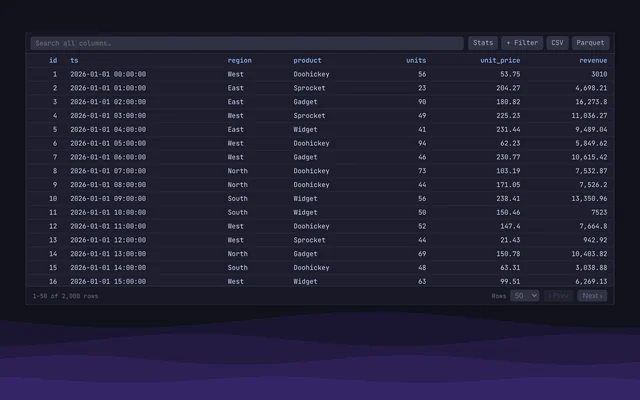 Search all columns… Stats + Filter CSV Parquet
id ts region product units unit_price revenue
1 2026-01-01 00:00:00 West Doohickey 56 53.75 3010
2 2026-01-01 01:00:00 East Sprocket 23 204.27 4,698.21
3 2026-01-01 02:00:00 East Gadget 90 180.82 16,273.8
4 2026-01-01 03:00:00 West Sprocket 49 225.23 11,036.27
5 2026-01-01 04:00:00 East Widget 41 231.44 9,489.04
6 2026-01-01 05:00:00 West Doohickey 94 62.23 5,849.62
7 2026-01-01 06:00:00 West Gadget 46 230.77 10,615.42
8 2026-01-01 07:00:00 North Doohickey 73 103.19 7,532.87
9 2026-01-01 08:00:00 North Doohickey 44 171.05 7,526.2
10 2026-01-01 09:00:00 South Widget 56 238.41 13,350.96
11 2026-01-01 10:00:00 South Widget 50 150.46 7523
12 2026-01-01 11:00:00 West Doohickey 52 147.4 7,664.8
13 2026-01-01 12:00:00 West Sprocket 44 21.43 942.92
14 2026-01-01 13:00:00 North Gadget 69 150.78 10,403.82
15 2026-01-01 14:00:00 South Doohickey 48 63.31 3,038.88
16 2026-01-01 15:00:00 West Widget 63 99.51 6,269.13
1–50 of 2,000 rows Rows 50 ‹ Prev Next ›